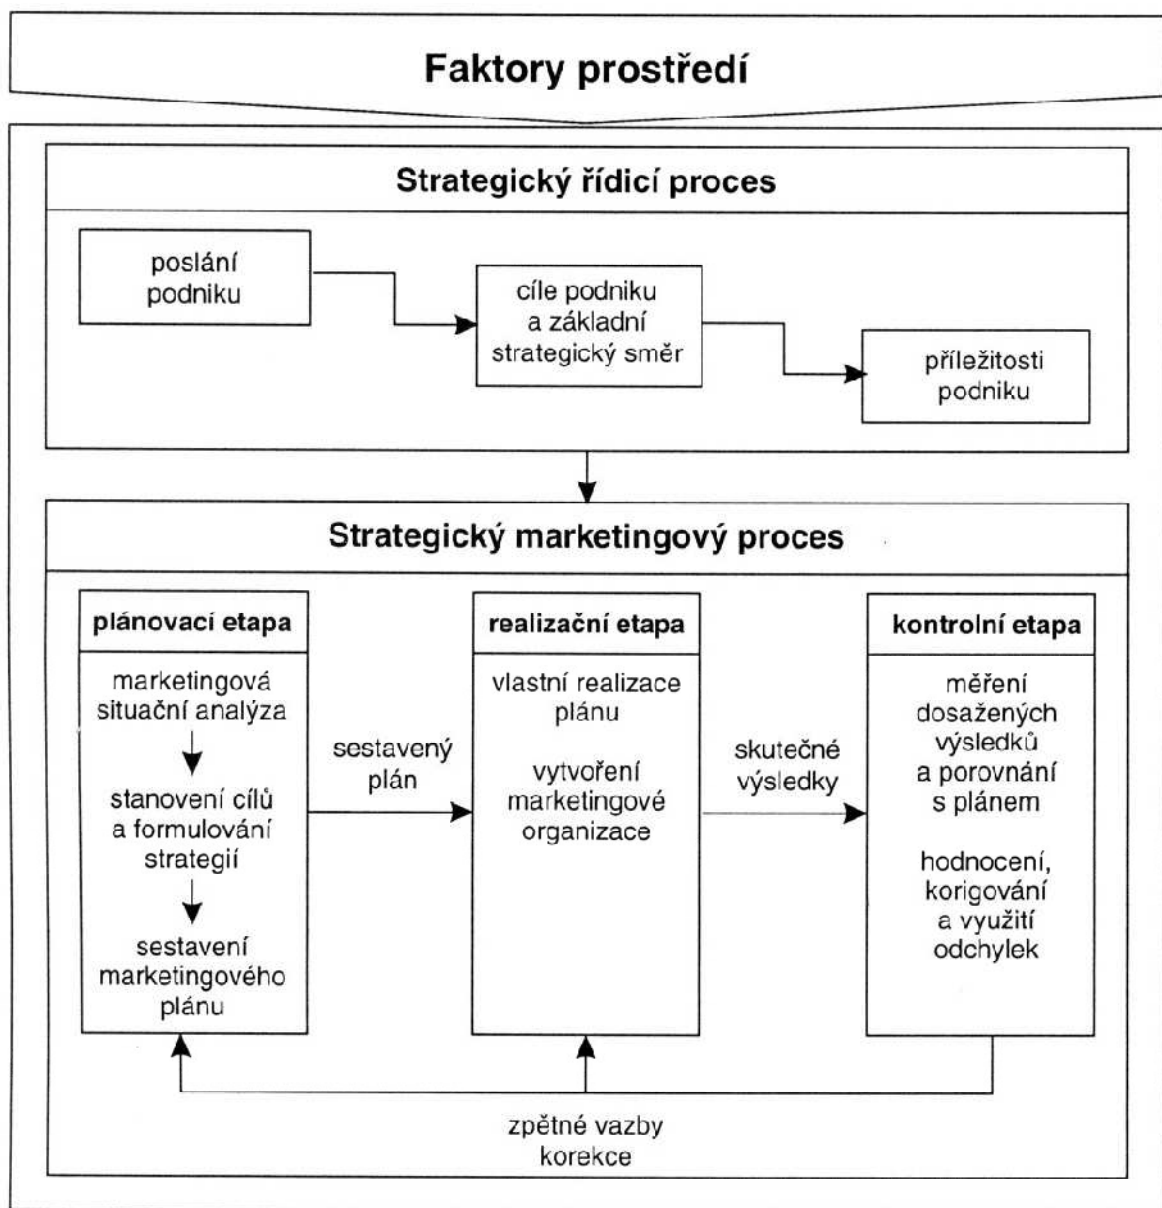 Faktory prostředí
Strategický řídicí proces
poslání
podniku
cíle podniku
a základní
strategický směr
příležitosti
podniku
Strategický marketingový proces
plánovací etapa
marketingová
situační analýza
stanovení cílů
a formulování
strategií
sestavení
marketingového
plánu
sestavený
plán
realizační etapa
vlastní realizace
plánu
vytvoření
marketingové
organizace
skutečné
výsledky
kontrolní etapa
měření
dosažených
výsledků
a porovnání
s plánem
hodnocení,
korigování
a využití
odchylek
zpětné vazby
korekce